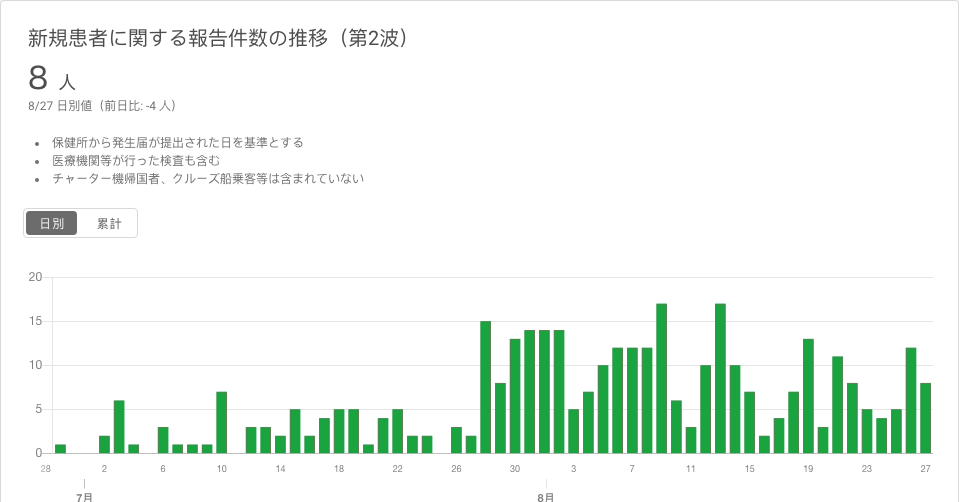 新規患者に関する報告件数の推移（第2波）
8 人
8/27 日別値（前日比: -4 人）
保健所から発生届が提出された日を基準とする
医療機関等が行った検査も含む
チャーター機帰国者、クルーズ船乗客等は含まれていない
日別 累計
20
15
10
5
0
28 2 6 10 14 18 22 26 30 3 7 11 15 19 23 27
7月 8月